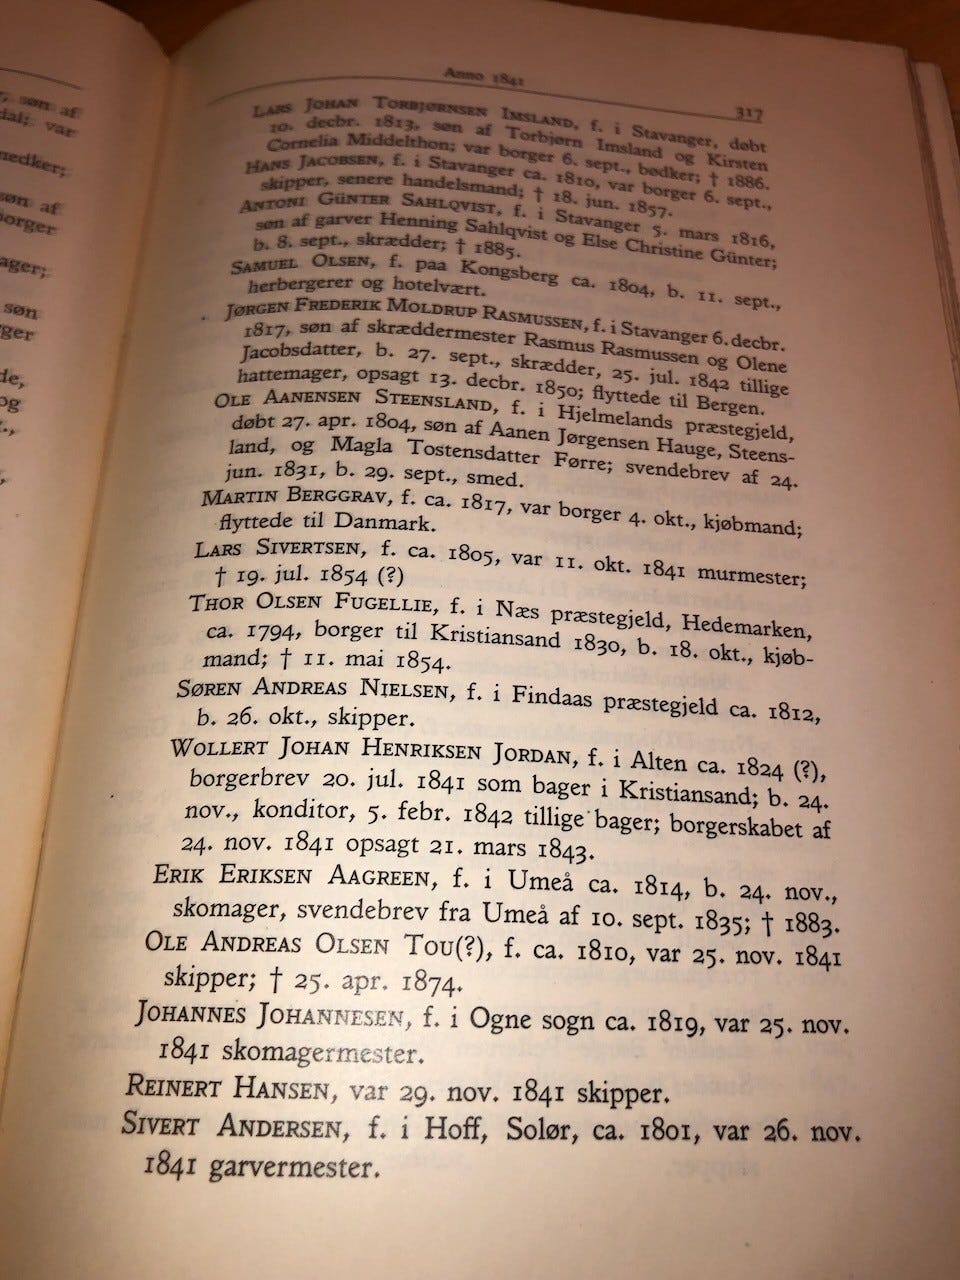 søn af
dal; var
nedker;
søn af
borger
ager;
søn
rger
de,
og
Anno 1841
317
LARS JOHAN TORBJØRNSEN IMSLAND, f. i Stavanger, døbt
10. decbr. 1813, søn af Torbjørn Imsland og Kirsten
Cornelia Middelthon; var borger 6. sept., bødker; † 1886.
HANS JACOBSEN, f. i Stavanger ca. 1810, var borger 6. sept.,
skipper, senere handelsmand; † 18. jun. 1857.
ANTONI GÜNTER SAHLQVIST, f. i Stavanger 5. mars 1816,
søn af garver Henning Sahlqvist og Else Christine Günter;
b. 8. sept., skrædder; † 1885.
SAMUEL OLSEN, f. paa Kongsberg ca. 1804, b. 11. sept.,
herbergerer og hotelvært.
JØRGEN FREDERIK MOLDRUP RASMUSSEN, f. i Stavanger 6. decbr.
1817, søn af skræddermester Rasmus Rasmussen og Olene
Jacobsdatter, b. 27. sept., skrædder, 25. jul. 1842 tillige
hattemager, opsagt 13. decbr. 1850; flyttede til Bergen.
OLE AANENSEN STEENSLAND, f. i Hjelmelands præstegjeld,
døbt 27. apr. 1804, søn af Aanen Jørgensen Hauge, Steens-
land, og Magla Tostensdatter Førre; svendebrev af 24.
jun. 1831, b. 29. sept., smed.
MARTIN BERGGRAV, f. ca. 1817, var borger 4. okt., kjøbmand;
flyttede til Danmark.
LARS SIVERTSEN, f. ca. 1805, var 11. okt. 1841 murmester;
† 19. jul. 1854 (?)
THOR OLSEN FUGELLIE, f. i Næs præstegjeld, Hedemarken,
ca. 1794, borger til Kristiansand 1830, b. 18. okt., kjøb-
mand; † 11. mai 1854.
SØREN ANDREAS NIELSEN, f. i Findaas præstegjeld ca. 1812,
b. 26. okt., skipper.
WOLLERT JOHAN HENRIKSEN JORDAN, f. i Alten ca. 1824 (?),
borgerbrev 20. jul. 1841 som bager i Kristiansand; b. 24.
nov., konditor, 5. febr. 1842 tillige bager; borgerskabet af
24. nov. 1841 opsagt 21. mars 1843.
ERIK ERIKSEN AAGREEN, f. i Umeå ca. 1814, b. 24. nov.,
skomager, svendebrev fra Umeå af 10. sept. 1835; † 1883.
OLE ANDREAS OLSEN TOU(?), f. ca. 1810, var 25. nov. 1841
skipper; † 25. apr. 1874.
JOHANNES JOHANNESEN, f. i Ogne sogn ca. 1819, var 25. nov.
1841 skomagermester.
REINERT HANSEN, var 29. nov. 1841 skipper.
SIVERT ANDERSEN, f. i Hoff, Solør, ca. 1801, var 26. nov.
1841 garvermester.